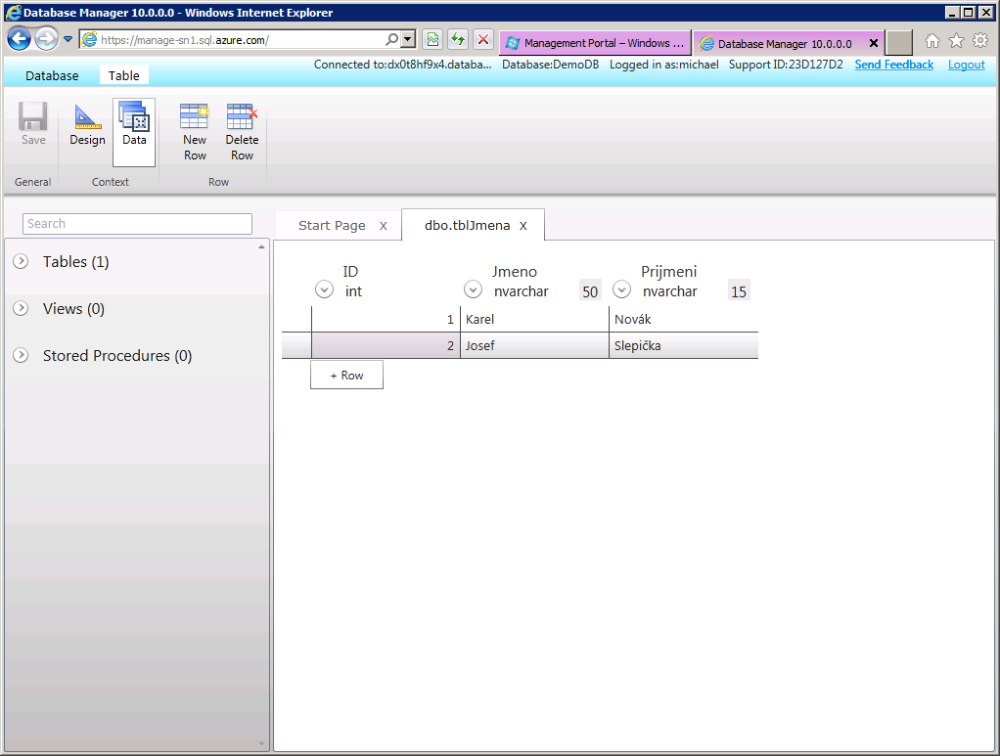 Database Manager 10.0.0.0 - Windows Internet Explorer
https://manage-sn1.sql.azure.com/
Management Portal – Windows ...
Database Manager 10.0.0.0
Database
Table
Connected to:dx0t8hf9x4.databa... Database:DemoDB Logged in as:michael Support ID:23D127D2 Send Feedback Logout
Save
Design
Data
New Row
Delete Row
General
Context
Row
Search
Start Page X
dbo.tblJmena X
Tables (1)
Views (0)
Stored Procedures (0)
ID
int
Jmeno
nvarchar 50
Prijmeni
nvarchar 15
1 Karel Novák
2 Josef Slepička
+ Row